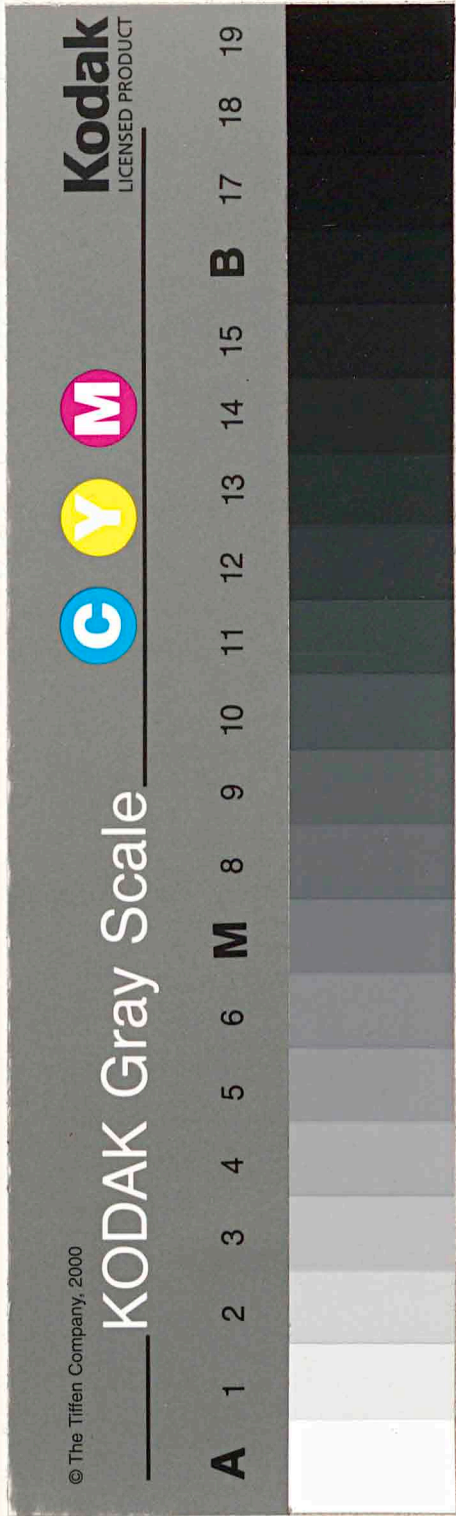 © The Tiffen Company, 2000
KODAK Gray Scale
C Y M
Kodak
LICENSED PRODUCT
A 1 2 3 4 5 6 M 8 9 10 11 12 13 14 15 B 17 18 19